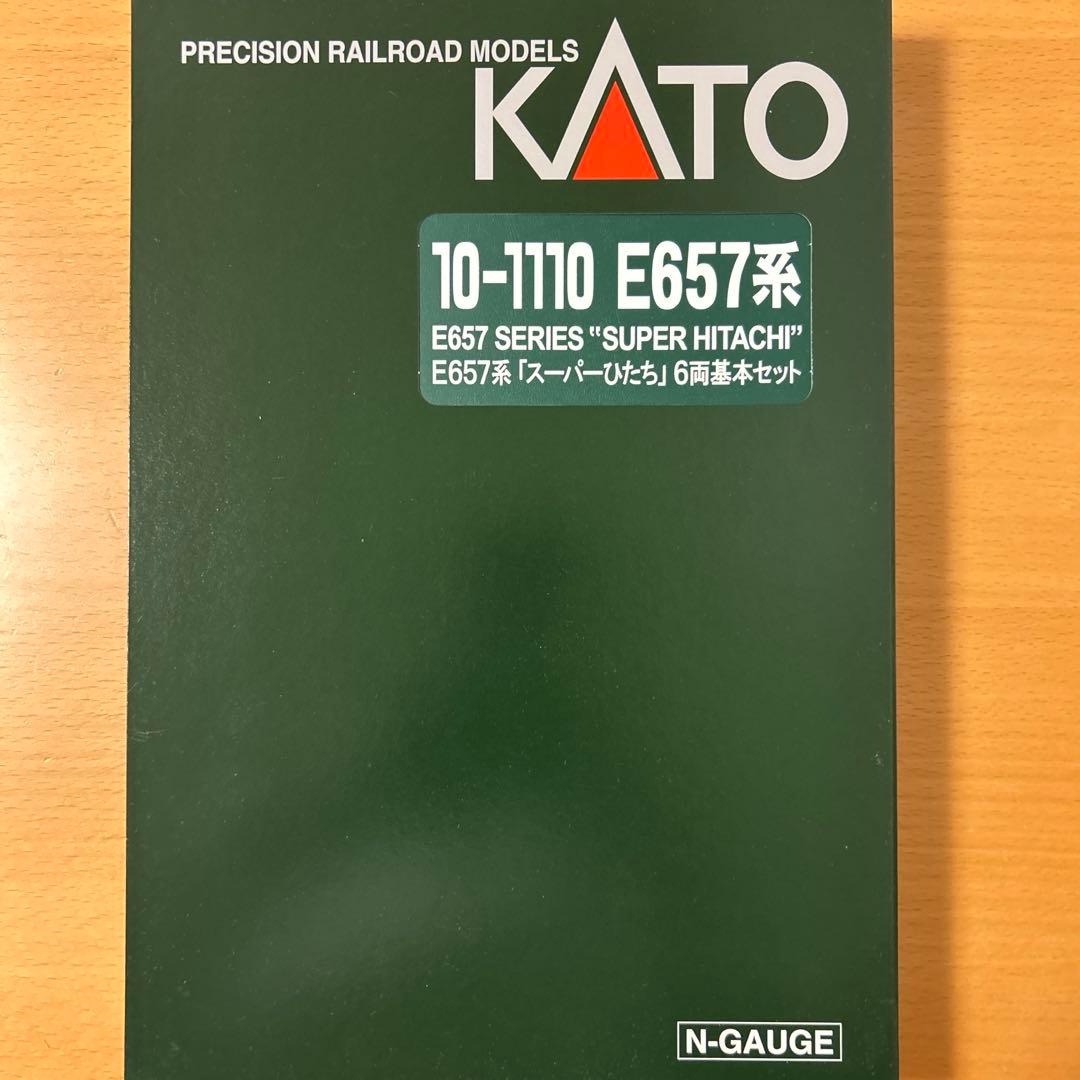 PRECISION RAILROAD MODELS
KATO
10-1110 E657系
E657 SERIES "SUPER HITACHI"
E657系「スーパーひたち」6両基本セット
N-GAUGE